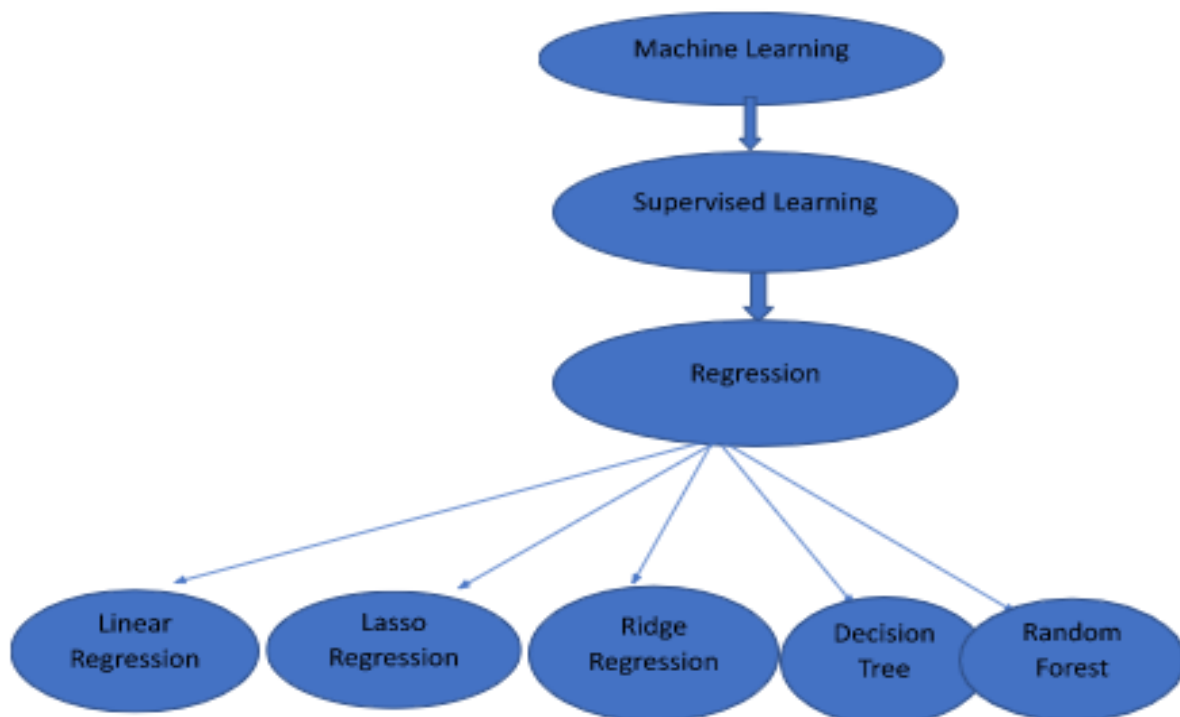 Machine Learning
Supervised Learning
Regression
Linear
Regression
Lasso
Regression
Ridge
Regression
Decision
Tree
Random
Forest